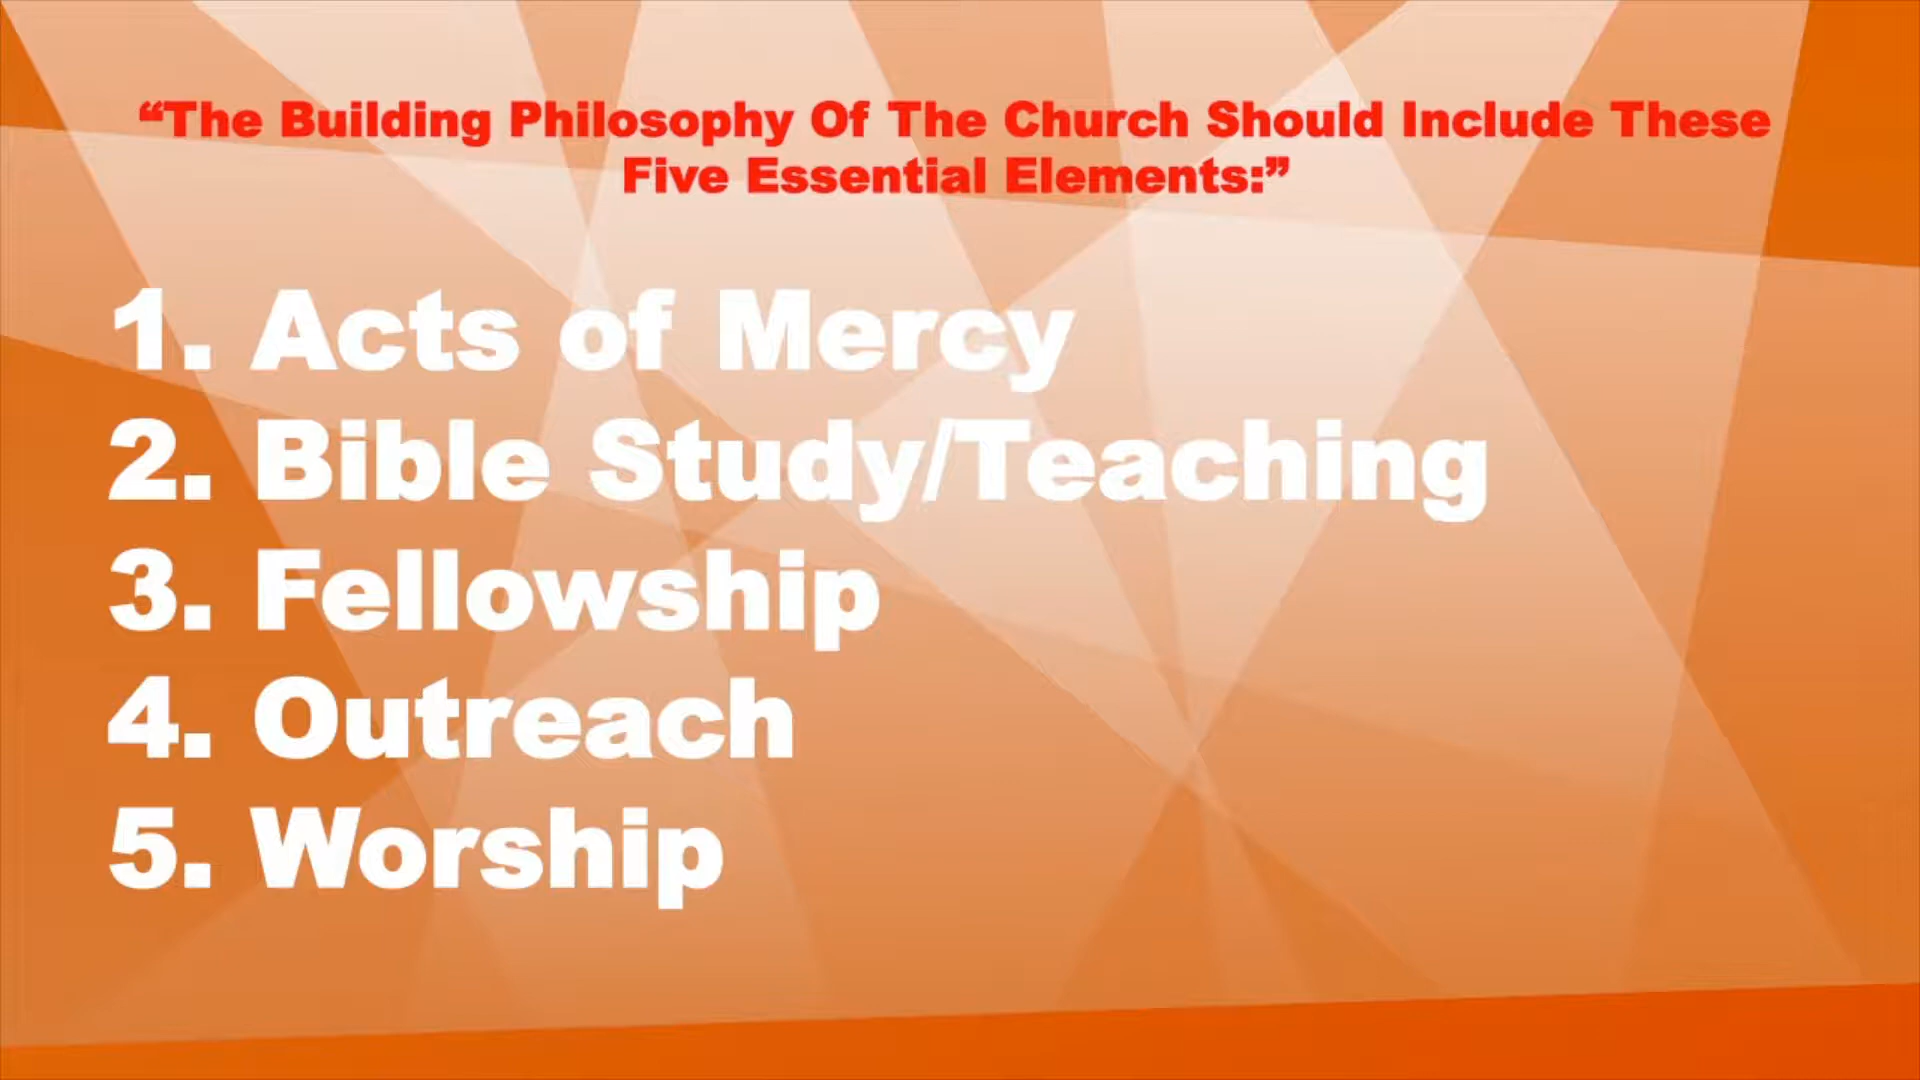 “The Building Philosophy Of The Church Should Include These
Five Essential Elements:”
1. Acts of Mercy
2. Bible Study/Teaching
3. Fellowship
4. Outreach
5. Worship